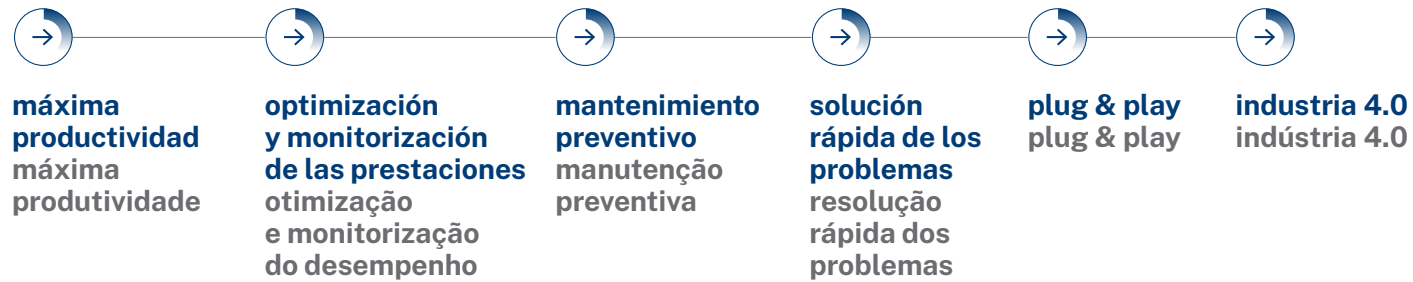 máxima
productividad
máxima
produtividade
optimización
y monitorización
de las prestaciones
otimização
e monitorização
do desempenho
mantenimiento
preventivo
manutenção
preventiva
solución
rápida de los
problemas
resolução
rápida dos
problemas
plug & play
plug & play
industria 4.0
indústria 4.0